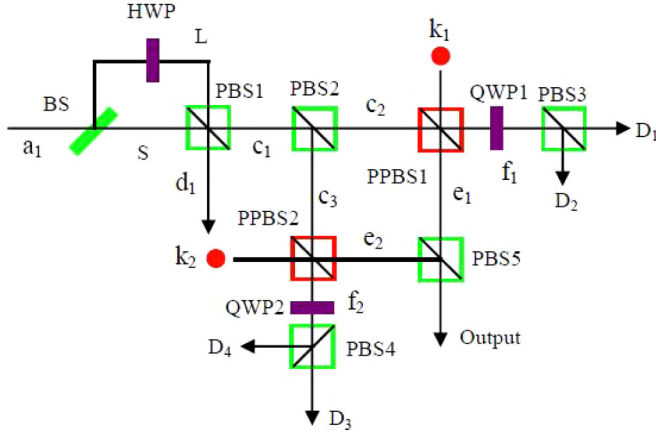 HWP
L
k₁
BS
PBS1
PBS2
QWP1
PBS3
a₁
S
c₁
c₂
D₁
d₁
c₃
PPBS1
e₁
f₁
D₂
PPBS2
k₂
e₂
PBS5
QWP2
f₂
D₄
PBS4
Output
D₃